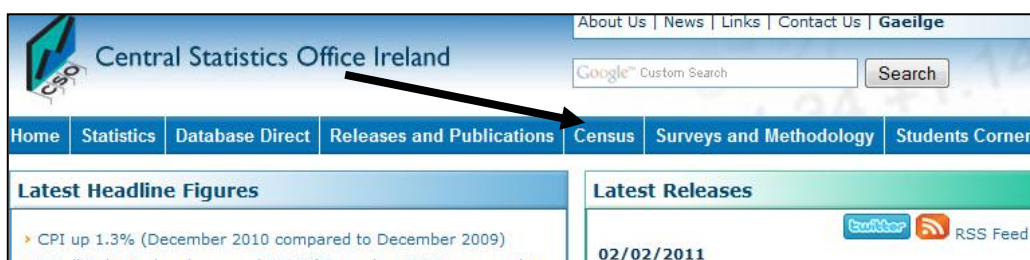 About Us | News | Links | Contact Us | Gaeilge
CSO
Central Statistics Office Ireland
Google™ Custom Search
Search
Home
Statistics
Database Direct
Releases and Publications
Census
Surveys and Methodology
Students Corner
Latest Headline Figures
CPI up 1.3% (December 2010 compared to December 2009)
Latest Releases
twitter
RSS Feed
02/02/2011